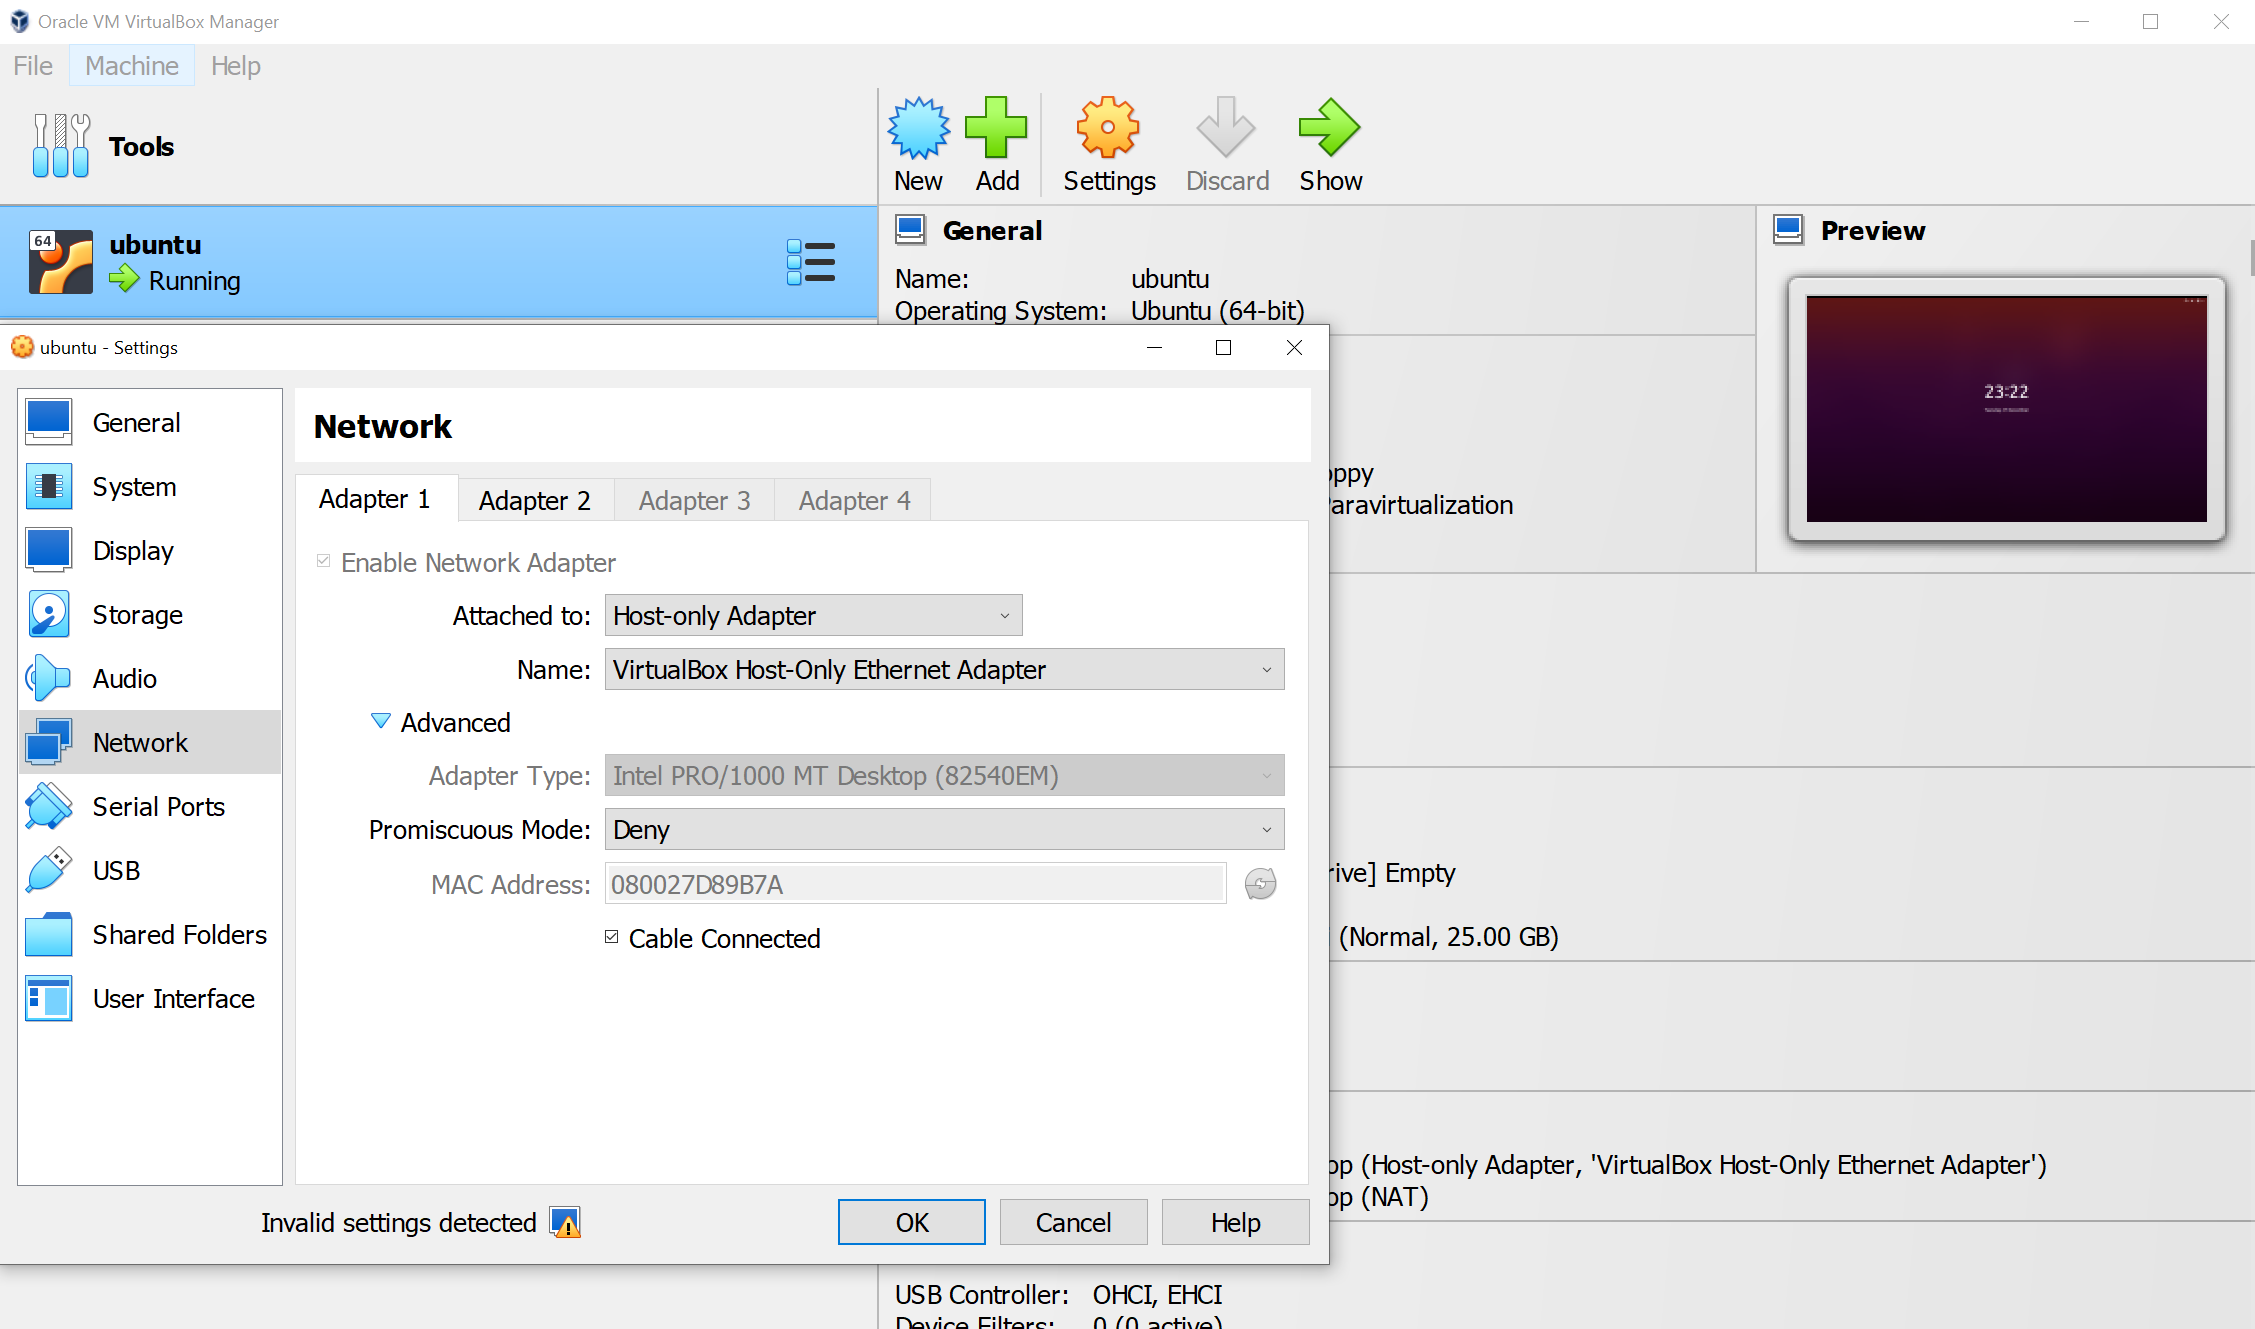 Oracle VM VirtualBox Manager
File Machine Help
Tools
New Add Settings Discard Show
64
ubuntu
Running
General
Name: ubuntu
Operating System: Ubuntu (64-bit)
Preview
23:22
ubuntu - Settings
General
System
Display
Storage
Audio
Network
Serial Ports
USB
Shared Folders
User Interface
Network
Adapter 1 Adapter 2 Adapter 3 Adapter 4
Enable Network Adapter
Attached to: Host-only Adapter
Name: VirtualBox Host-Only Ethernet Adapter
Advanced
Adapter Type: Intel PRO/1000 MT Desktop (82540EM)
Promiscuous Mode: Deny
MAC Address: 080027D89B7A
Cable Connected
Invalid settings detected
OK Cancel Help
oppy
Paravirtualization
rive] Empty
(Normal, 25.00 GB)
op (Host-only Adapter, 'VirtualBox Host-Only Ethernet Adapter')
op (NAT)
USB Controller: OHCI, EHCI
Device Filters: 0 (0 active)